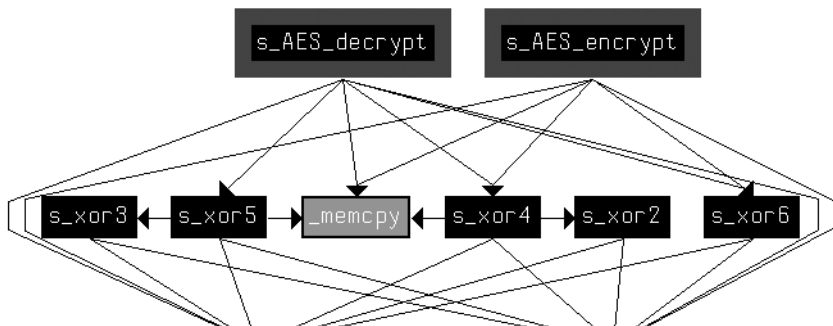 s_AES_decrypt
s_AES_encrypt
s_xor3
s_xor5
_memcpy
s_xor4
s_xor2
s_xor6